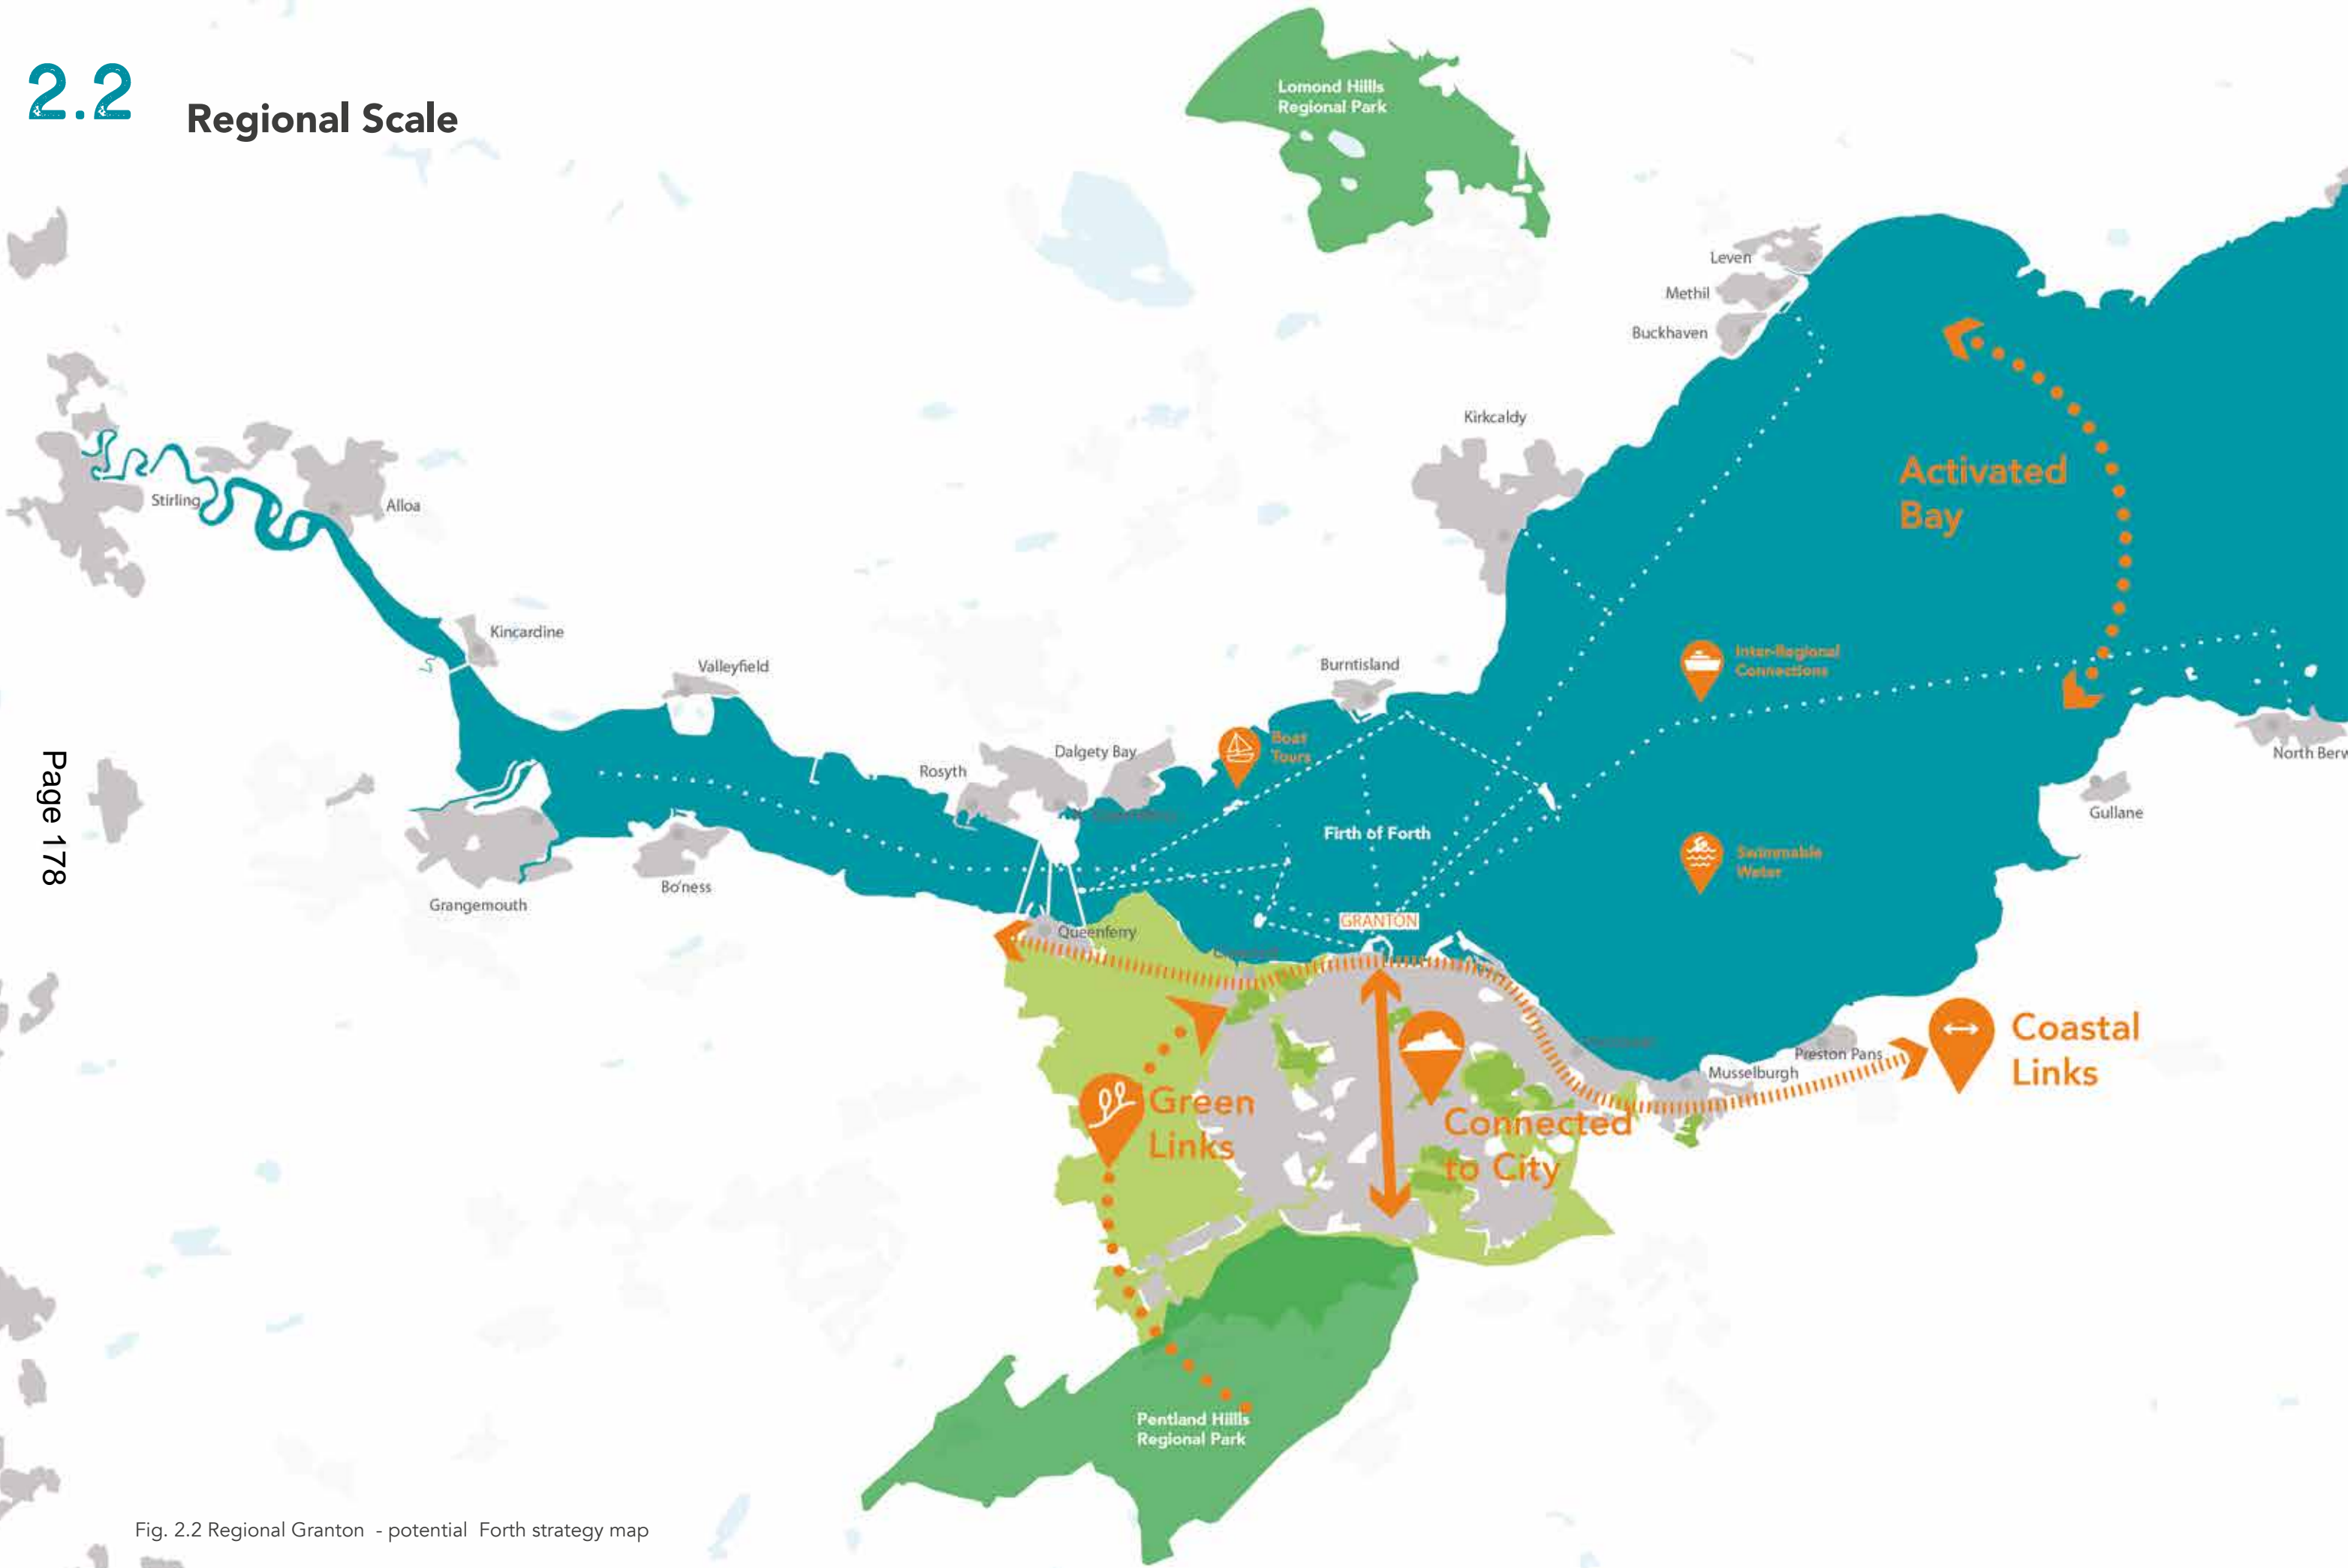 2.2
Regional Scale
Lomond Hillls
Regional Park
Leven
Methil
Buckhaven
Kirkcaldy
Activated
Bay
Stirling
Alloa
Kincardine
Valleyfield
Burntisland
Inter-Regional
Connections
Boat
Tours
Dalgety Bay
Rosyth
North Berw
Gullane
Firth of Forth
Swimmable
Water
Bo'ness
Grangemouth
GRANTON
Queenferry
Coastal
Links
Preston Pans
Musselburgh
Green
Links
Connected
to City
Pentland Hillls
Regional Park
Page 178
Fig. 2.2 Regional Granton - potential Forth strategy map